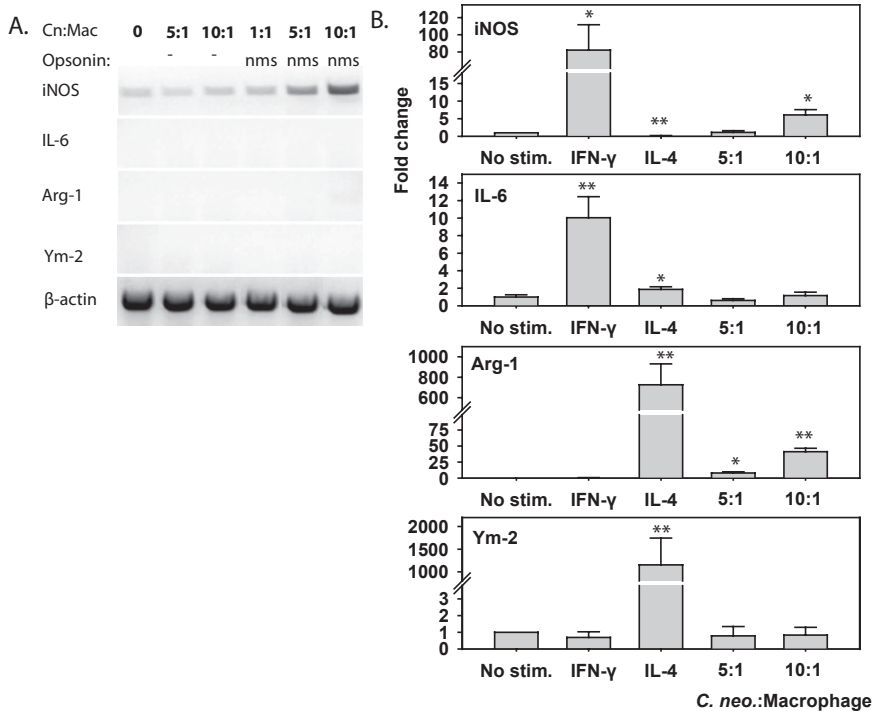 A.
Cn:Mac 0 5:1 10:1 1:1 5:1 10:1
Opsonin: - - nms nms nms
iNOS
IL-6
Arg-1
Ym-2
β-actin
B.
Fold change
iNOS
120
100
80
15
10
5
0
* ** *
No stim. IFN-γ IL-4 5:1 10:1
IL-6
14
12
10
8
6
4
2
0
** *
No stim. IFN-γ IL-4 5:1 10:1
Arg-1
1000
800
600
75
50
25
0
** * **
No stim. IFN-γ IL-4 5:1 10:1
Ym-2
2000
1500
1000
3
2
1
0
**
No stim. IFN-γ IL-4 5:1 10:1
C. neo.:Macrophage